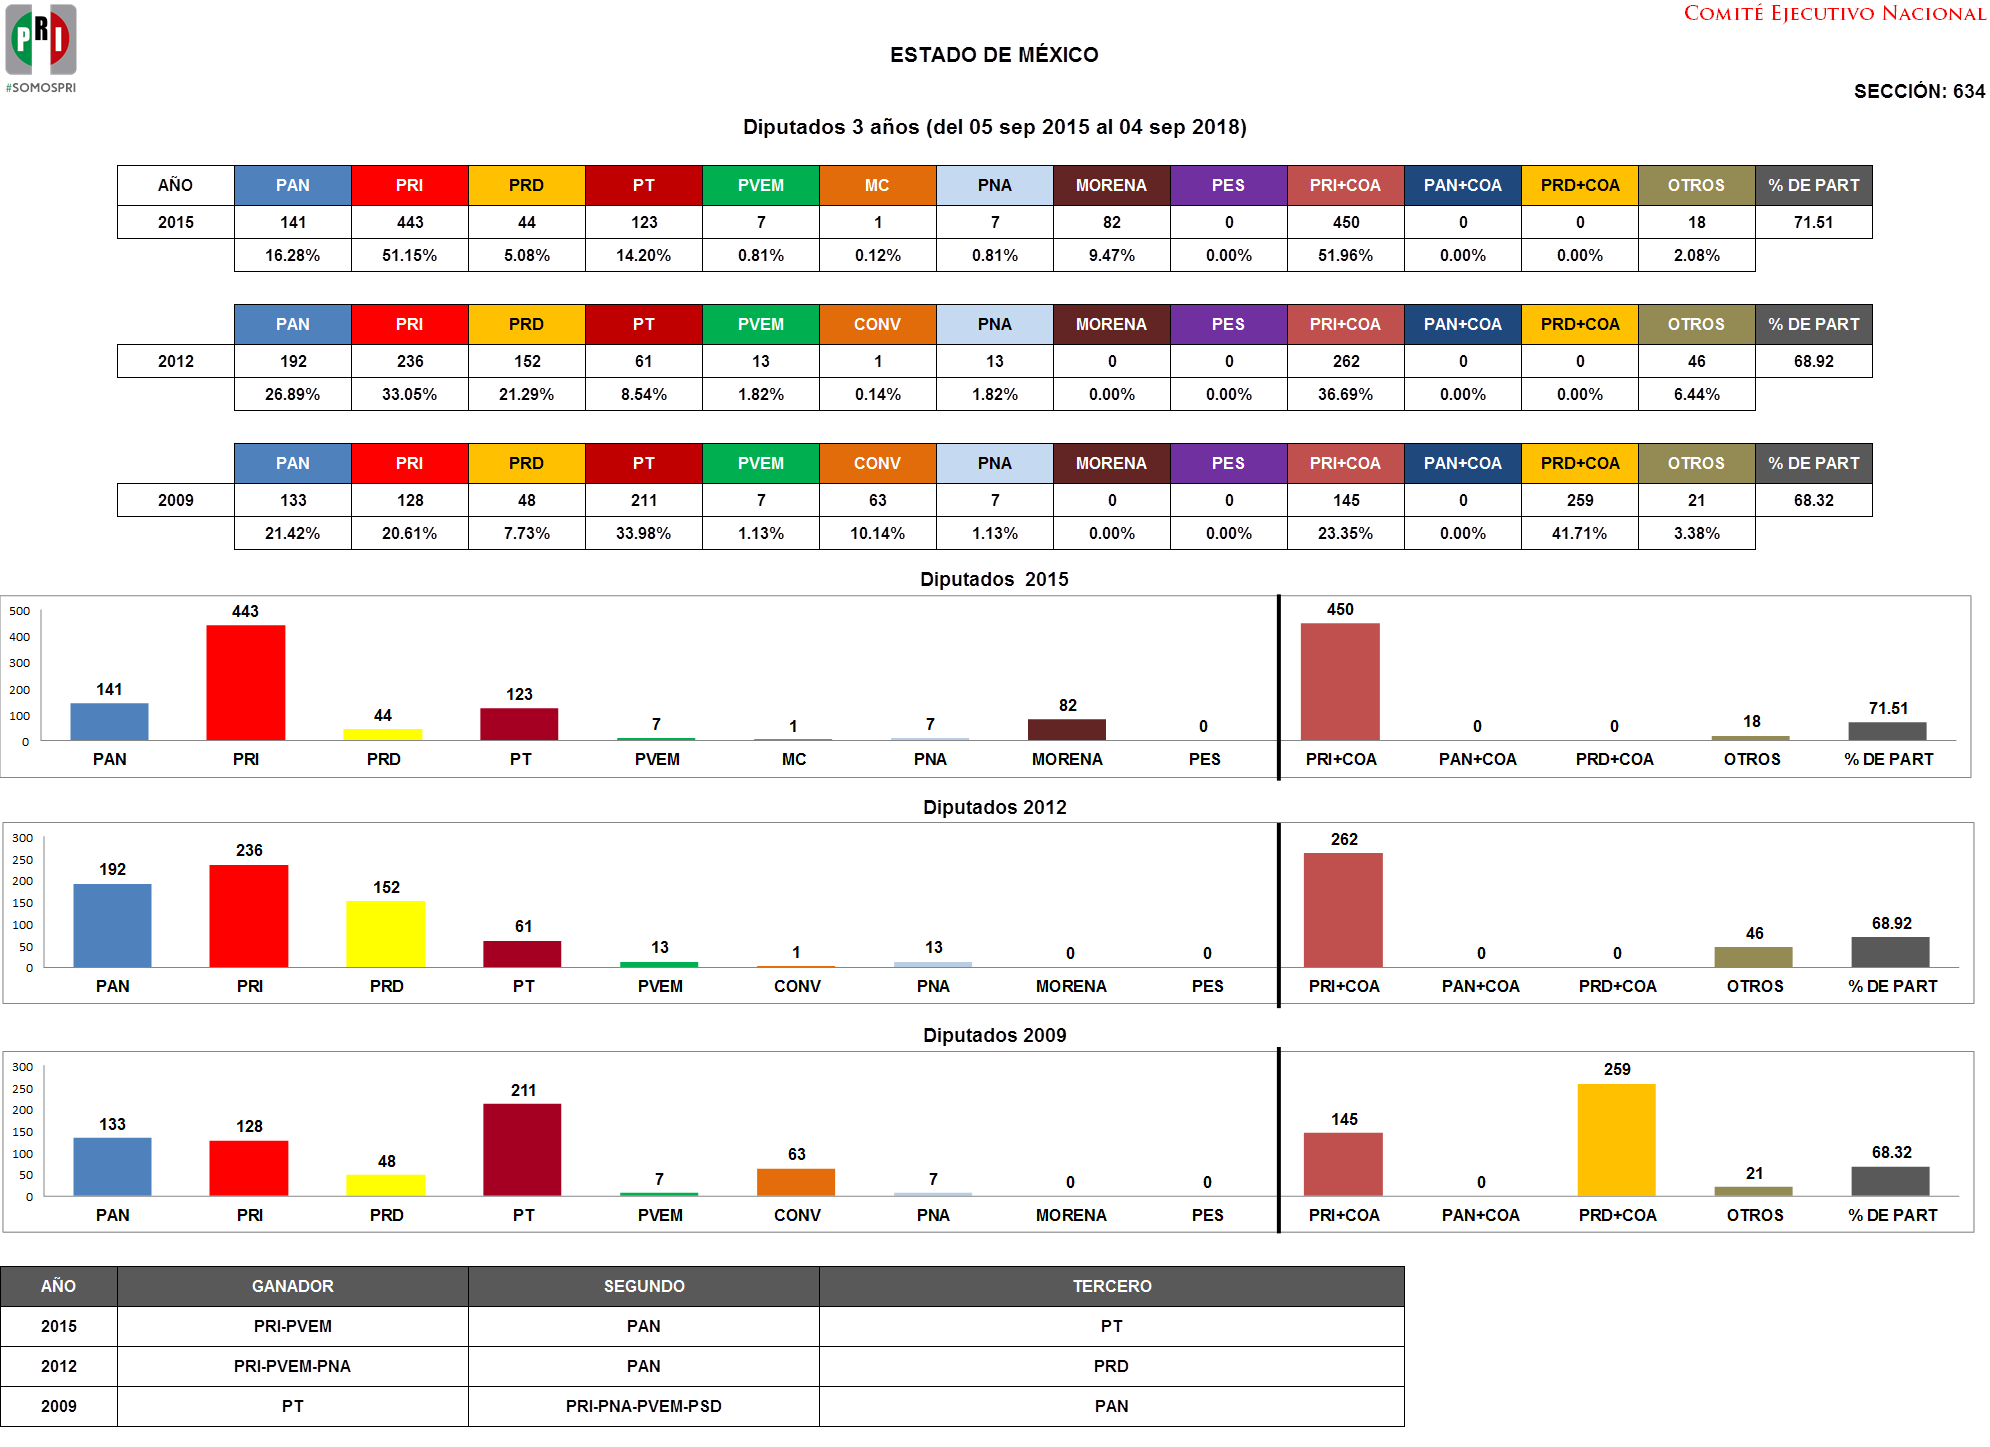 PRI
#SOMOSPRI
COMITÉ EJECUTIVO NACIONAL
ESTADO DE MÉXICO
SECCIÓN: 634
Diputados 3 años (del 05 sep 2015 al 04 sep 2018)
AÑO PAN PRI PRD PT PVEM MC PNA MORENA PES PRI+COA PAN+COA PRD+COA OTROS % DE PART
2015 141 443 44 123 7 1 7 82 0 450 0 0 18 71.51
16.28% 51.15% 5.08% 14.20% 0.81% 0.12% 0.81% 9.47% 0.00% 51.96% 0.00% 0.00% 2.08%
PAN PRI PRD PT PVEM CONV PNA MORENA PES PRI+COA PAN+COA PRD+COA OTROS % DE PART
2012 192 236 152 61 13 1 13 0 0 262 0 0 46 68.92
26.89% 33.05% 21.29% 8.54% 1.82% 0.14% 1.82% 0.00% 0.00% 36.69% 0.00% 0.00% 6.44%
PAN PRI PRD PT PVEM CONV PNA MORENA PES PRI+COA PAN+COA PRD+COA OTROS % DE PART
2009 133 128 48 211 7 63 7 0 0 145 0 259 21 68.32
21.42% 20.61% 7.73% 33.98% 1.13% 10.14% 1.13% 0.00% 0.00% 23.35% 0.00% 41.71% 3.38%
Diputados 2015
500
400
300
200
100
0
141 443 44 123 7 1 7 82 0 450 0 0 18 71.51
PAN PRI PRD PT PVEM MC PNA MORENA PES PRI+COA PAN+COA PRD+COA OTROS % DE PART
Diputados 2012
300
250
200
150
100
50
0
192 236 152 61 13 1 13 0 0 262 0 0 46 68.92
PAN PRI PRD PT PVEM CONV PNA MORENA PES PRI+COA PAN+COA PRD+COA OTROS % DE PART
Diputados 2009
300
250
200
150
100
50
0
133 128 48 211 7 63 7 0 0 145 0 259 21 68.32
PAN PRI PRD PT PVEM CONV PNA MORENA PES PRI+COA PAN+COA PRD+COA OTROS % DE PART
AÑO GANADOR SEGUNDO TERCERO
2015 PRI-PVEM PAN PT
2012 PRI-PVEM-PNA PAN PRD
2009 PT PRI-PNA-PVEM-PSD PAN